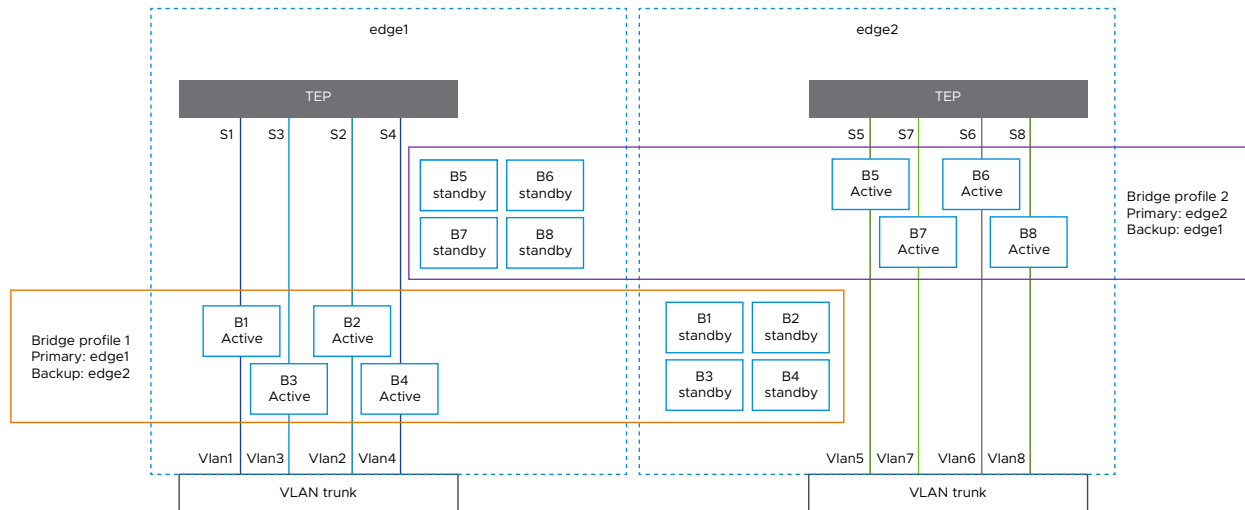 edge1
edge2
TEP
TEP
S1
S3
S2
S4
S5
S7
S6
S8
B5
standby
B6
standby
B7
standby
B8
standby
B5
Active
B6
Active
B7
Active
B8
Active
Bridge profile 2
Primary: edge2
Backup: edge1
Bridge profile 1
Primary: edge1
Backup: edge2
B1
Active
B2
Active
B3
Active
B4
Active
B1
standby
B2
standby
B3
standby
B4
standby
Vlan1
Vlan3
Vlan2
Vlan4
Vlan5
Vlan7
Vlan6
Vlan8
VLAN trunk
VLAN trunk